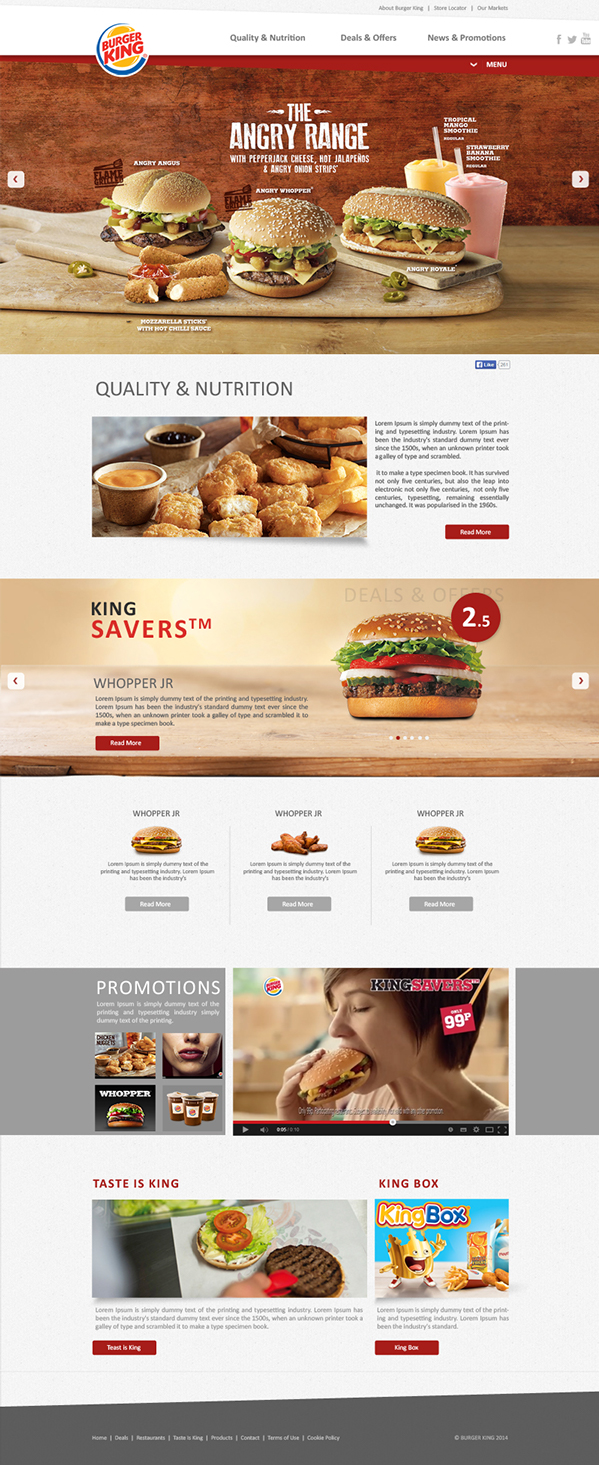 About Burger King | Store Locator | Our Markets
BURGER
KING
Quality & Nutrition
Deals & Offers
News & Promotions
MENU
THE
ANGRY RANGE
WITH PEPPERJACK CHEESE, HOT JALAPEÑOS
& ANGRY ONION STRIPS
TROPICAL
MANGO
SMOOTHIE
REGULAR
STRAWBERRY
BANANA
SMOOTHIE
REGULAR
ANGRY ANGUS
FLAME
GRILLED
ANGRY WHOPPER
FLAME
GRILLED
ANGRY ROYALE
MOZZARELLA STICKS
WITH HOT CHILLI SAUCE
Like 201
QUALITY & NUTRITION
Lorem Ipsum is simply dummy text of the print-
ing and typesetting industry. Lorem Ipsum has
been the industry's standard dummy text ever
since the 1500s, when an unknown printer took
a galley of type and scrambled.
It to make a type specimen book. It has survived
not only five centuries, but also the leap into
electronic not only five centuries, not only five
centuries, typesetting, remaining essentially
unchanged. It was popularised in the 1960s.
Read More
DEALS & OFFERS
KING
SAVERS™
2.5
WHOPPER JR
Lorem Ipsum is simply dummy text of the printing and typesetting industry.
Lorem Ipsum has been the industry's standard dummy text ever since the
1500s, when an unknown printer took a galley of type and scrambled it to
make a type specimen book.
Read More
WHOPPER JR
Lorem Ipsum is simply dummy text of the
printing and typesetting industry. Lorem Ipsum
has been the industry's
Read More
WHOPPER JR
Lorem Ipsum is simply dummy text of the
printing and typesetting industry. Lorem Ipsum
has been the industry's
Read More
WHOPPER JR
Lorem Ipsum is simply dummy text of the
printing and typesetting industry. Lorem Ipsum
has been the industry's
Read More
PROMOTIONS
Lorem Ipsum is simply dummy text of the
printing and typesetting industry simply
dummy text of the printing.
CHICKEN
NUGGETS
WHOPPER
BURGER
KING
KINGSAVERS™
ONLY
99P
0:05 / 0:10
TASTE IS KING
Lorem Ipsum is simply dummy text of the printing and typesetting industry. Lorem Ipsum has
been the industry's standard dummy text ever since the 1500s, when an unknown printer took a
galley of type and scrambled it to make a type specimen book.
Teast is King
KING BOX
KingBox
Lorem Ipsum is simply dummy text of the print-
ing and typesetting industry. Lorem Ipsum has
been the industry's standard.
King Box
Home | Deals | Restaurants | Taste is King | Products | Contact | Terms of Use | Cookie Policy
© BURGER KING 2014